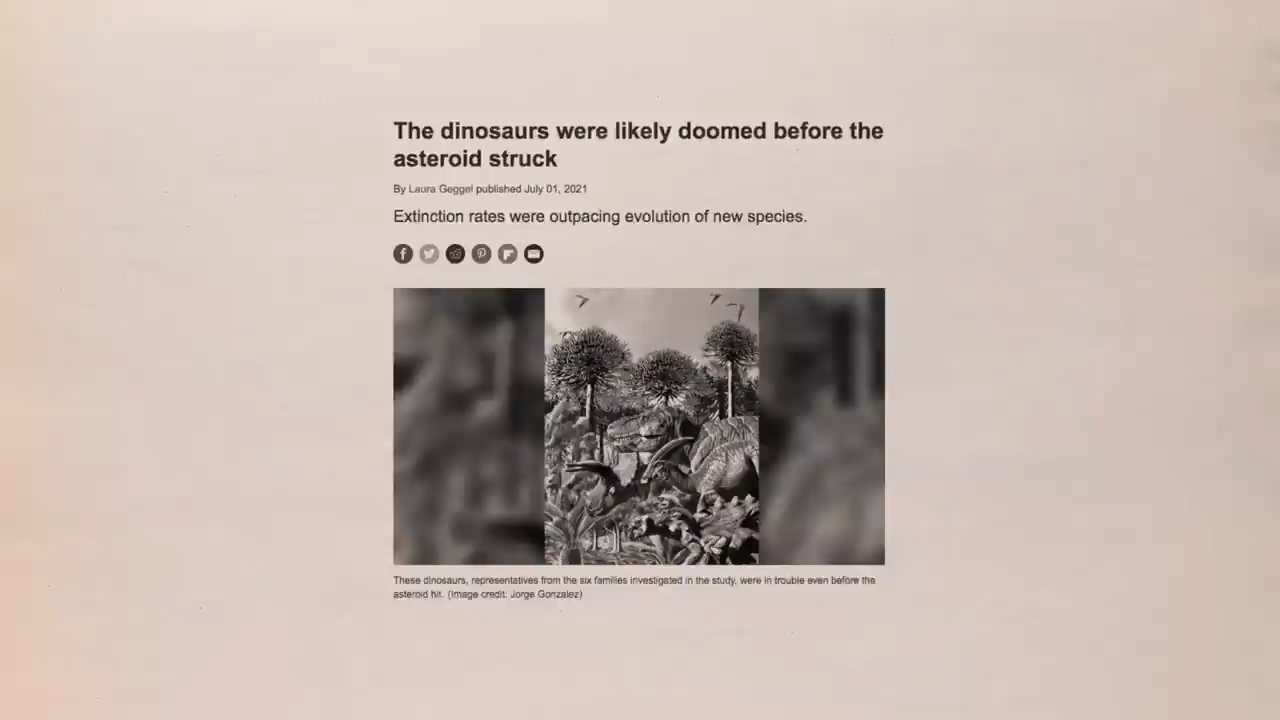 The dinosaurs were likely doomed before the
asteroid struck
By Laura Geggel published July 01, 2021
Extinction rates were outpacing evolution of new species.
These dinosaurs, representatives from the six families investigated in the study, were in trouble even before the
asteroid hit. (Image credit: Jorge Gonzalez)